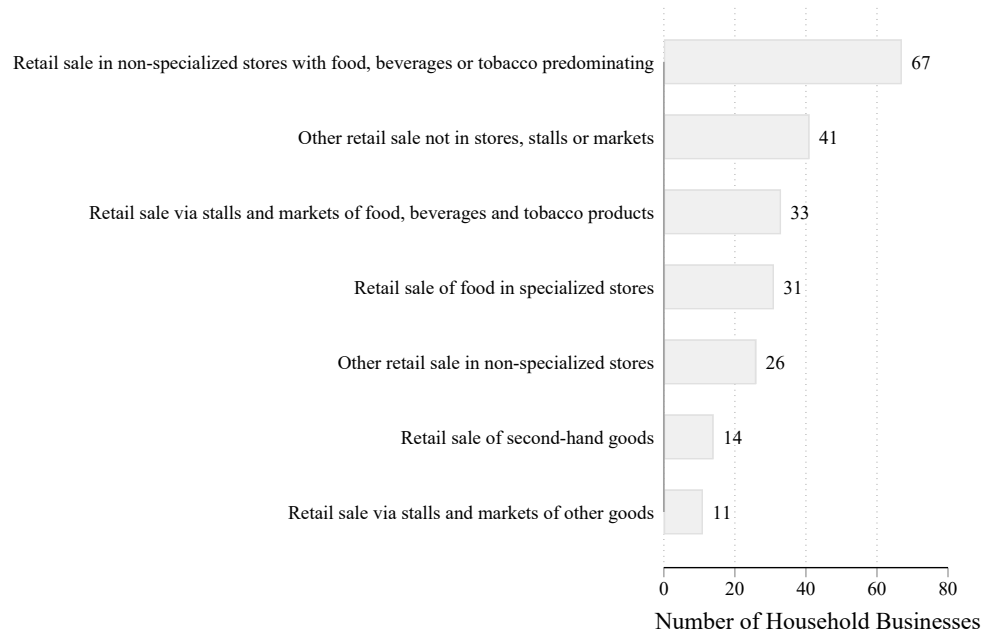 Retail sale in non-specialized stores with food, beverages or tobacco predominating 67
Other retail sale not in stores, stalls or markets 41
Retail sale via stalls and markets of food, beverages and tobacco products 33
Retail sale of food in specialized stores 31
Other retail sale in non-specialized stores 26
Retail sale of second-hand goods 14
Retail sale via stalls and markets of other goods 11
0 20 40 60 80
Number of Household Businesses